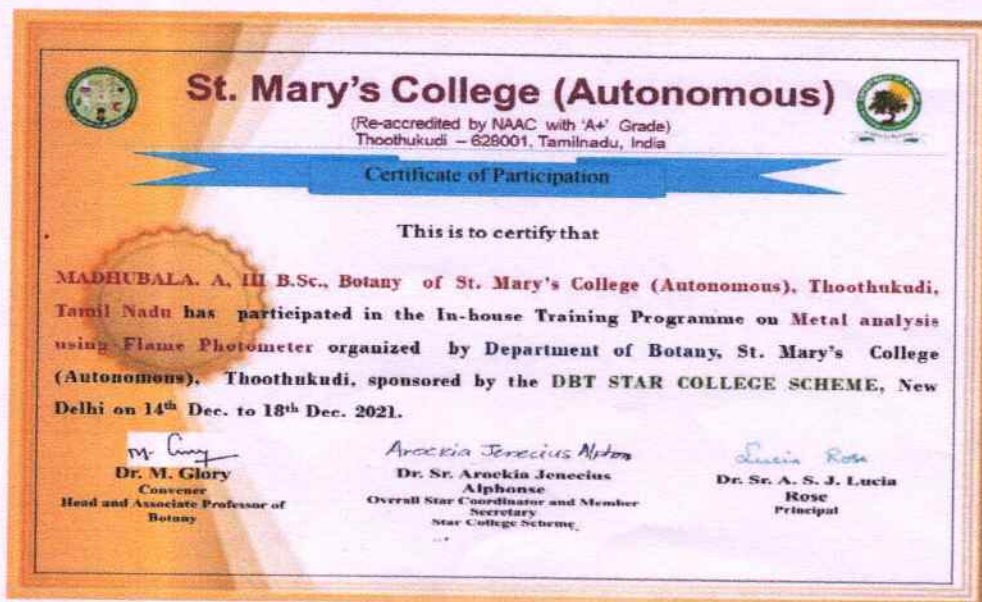 St. Mary's College (Autonomous)
(Re-accredited by NAAC with 'A+' Grade)
Thoothukudi – 628001, Tamilnadu, India
Certificate of Participation
This is to certify that
MADHUBALA. A, III B.Sc., Botany of St. Mary's College (Autonomous), Thoothukudi,
Tamil Nadu has participated in the In-house Training Programme on Metal analysis
using Flame Photometer organized by Department of Botany, St. Mary's College
(Autonomous), Thoothukudi, sponsored by the DBT STAR COLLEGE SCHEME, New
Delhi on 14th Dec. to 18th Dec. 2021.
Dr. M. Glory
Convener
Head and Associate Professor of
Botany
Arockia Jenecius
Dr. Sr. Arockia Jenecius
Alphonse
Overall Star Coordinator and Member
Secretary
Star College Scheme
Lucia Rose
Dr. Sr. A. S. J. Lucia
Rose
Principal